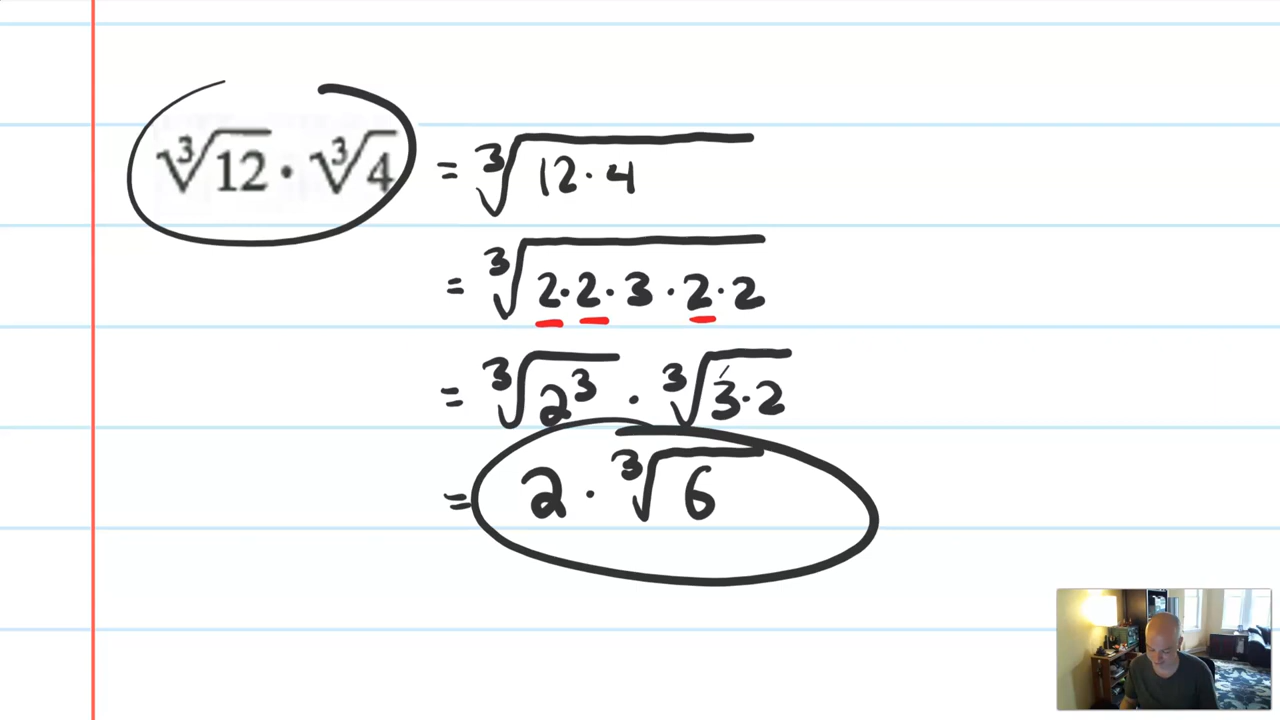 ∛12 · ∛4 = ∛12·4
= ∛2·2·3·2·2
= ∛2³ · ∛3·2
= 2 · ∛6